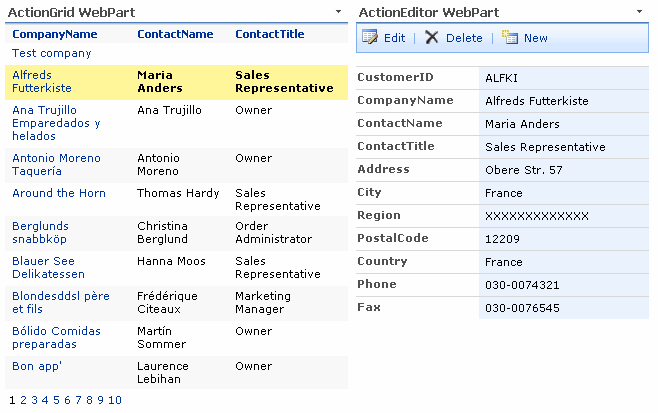 ActionGrid WebPart
CompanyName ContactName ContactTitle
Test company
Alfreds Maria Sales
Futterkiste Anders Representative
Ana Trujillo Ana Trujillo Owner
Emparedados y
helados
Antonio Moreno Antonio Owner
Taquería Moreno
Around the Horn Thomas Hardy Sales
Representative
Berglunds Christina Order
snabbköp Berglund Administrator
Blauer See Hanna Moos Sales
Delikatessen Representative
Blondesddsl père Frédérique Marketing
et fils Citeaux Manager
Bólido Comidas Martín Owner
preparadas Sommer
Bon app' Laurence Owner
Lebihan
1 2 3 4 5 6 7 8 9 10
ActionEditor WebPart
Edit | Delete | New
CustomerID ALFKI
CompanyName Alfreds Futterkiste
ContactName Maria Anders
ContactTitle Sales Representative
Address Obere Str. 57
City France
Region XXXXXXXXXXXXX
PostalCode 12209
Country France
Phone 030-0074321
Fax 030-0076545